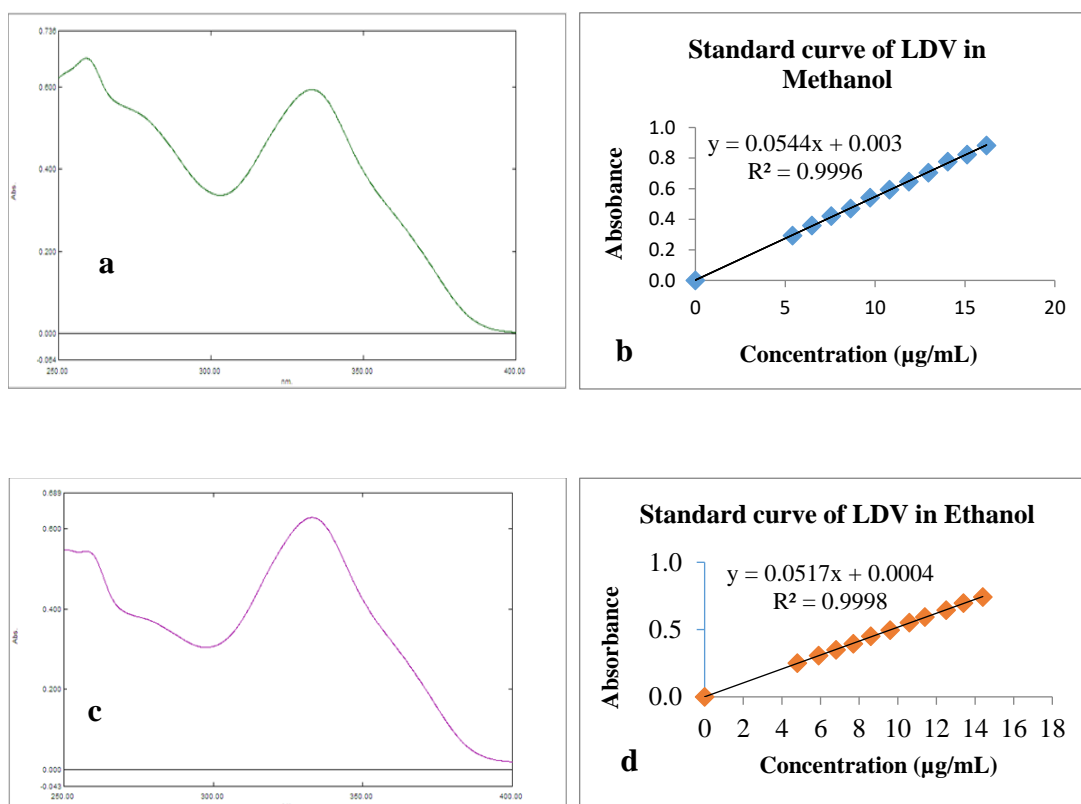 0.736
0.600
0.400
0.200
0.000
-0.064
Abs.
250.00 300.00 350.00 400.00
nm.
a
Standard curve of LDV in
Methanol
y = 0.0544x + 0.003
R² = 0.9996
1.0
0.8
0.6
0.4
0.2
0.0
Absobance
0 5 10 15 20
b
Concentration (µg/mL)
0.689
0.600
0.400
0.200
0.000
-0.043
Abs.
250.00 300.00 350.00 400.00
c
Standard curve of LDV in Ethanol
y = 0.0517x + 0.0004
R² = 0.9998
1.0
0.5
0.0
Absorbance
0 2 4 6 8 10 12 14 16 18
d
Concentration (µg/mL)